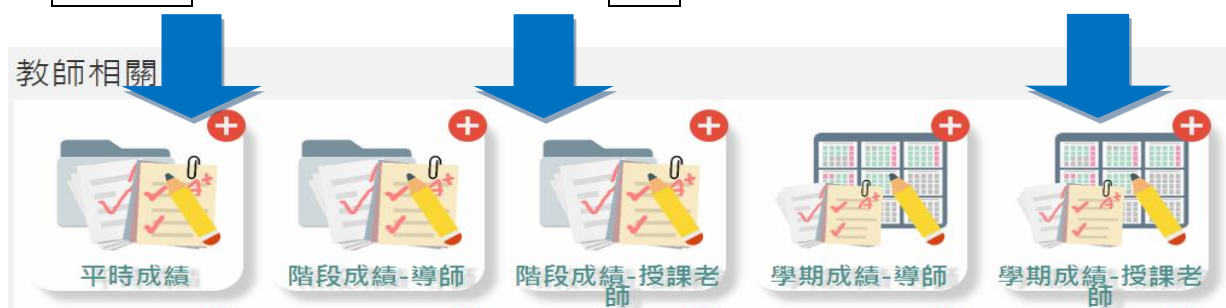 教師相關
平時成績
階段成績-導師
階段成績-授課老
師
學期成績-導師
學期成績-授課老
師